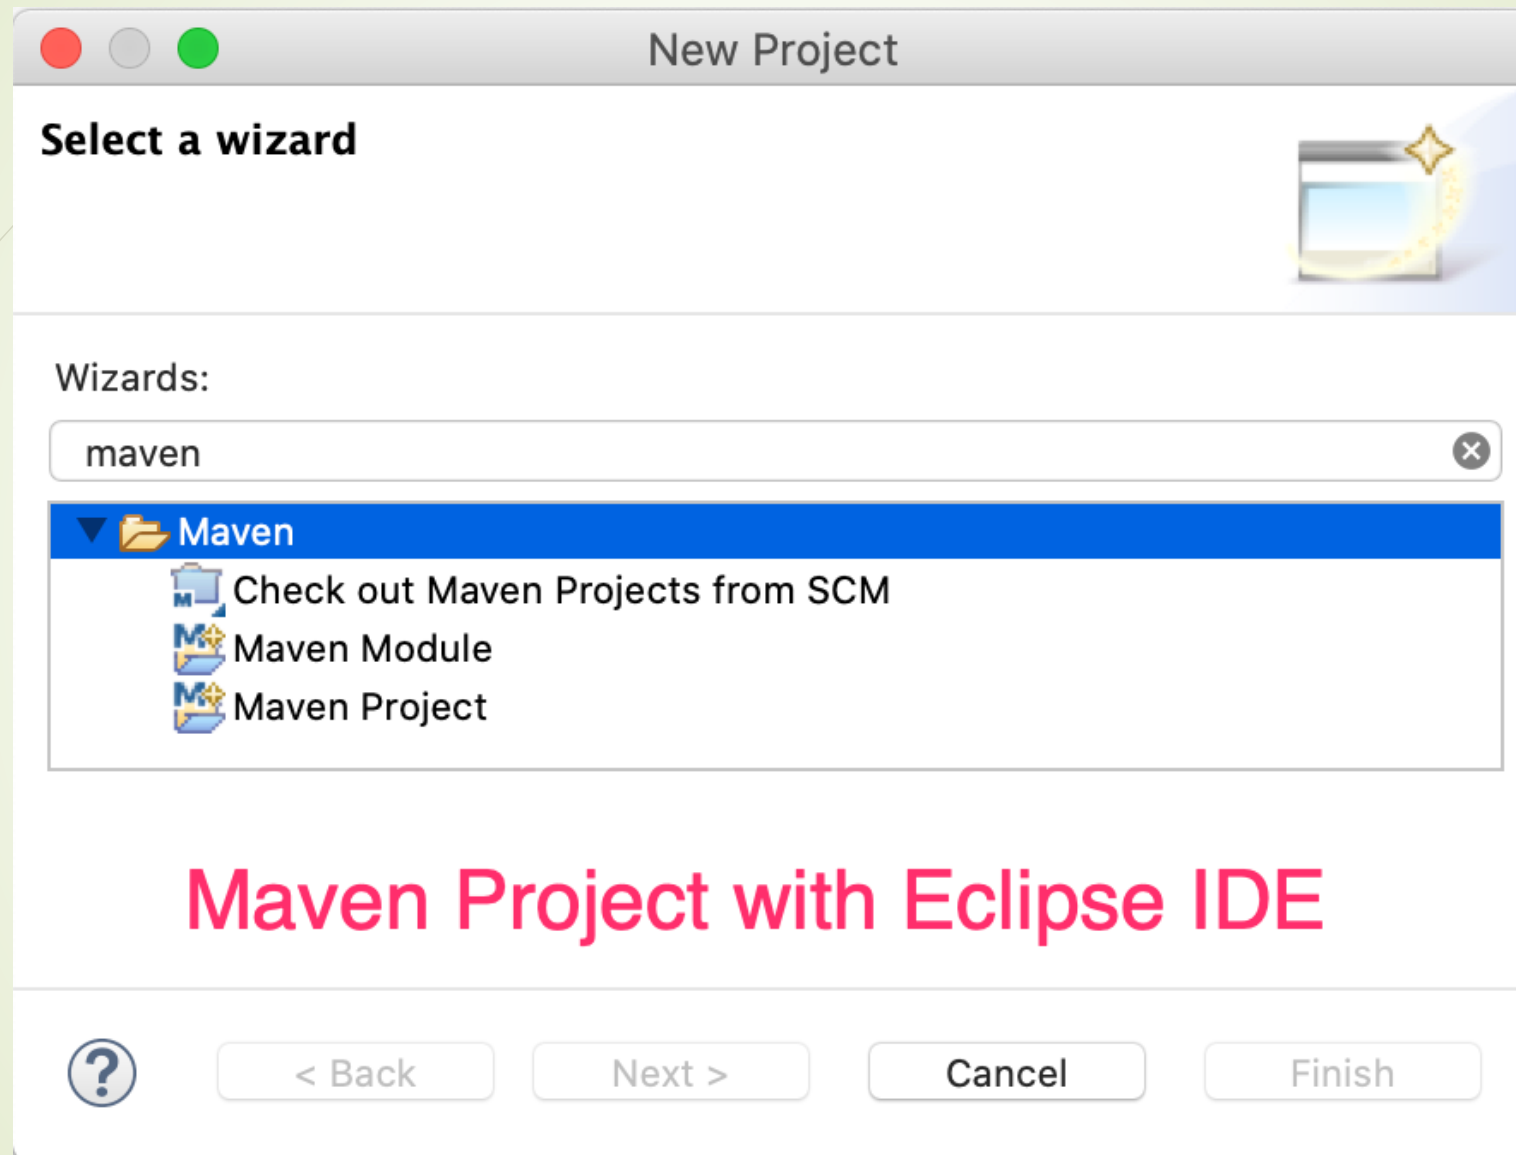 New Project
Select a wizard
Wizards:
maven
Maven
Check out Maven Projects from SCM
Maven Module
Maven Project
Maven Project with Eclipse IDE
? < Back Next > Cancel Finish